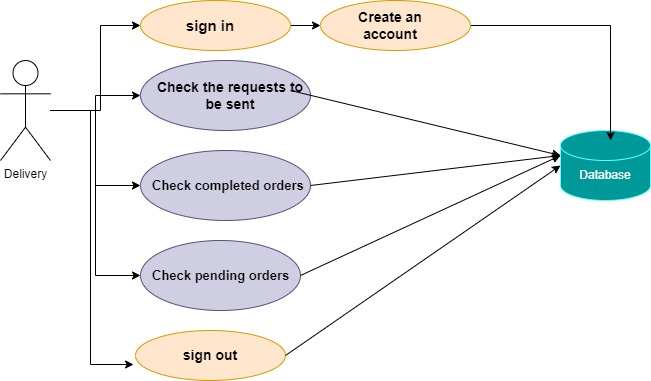 sign in
Create an
account
Check the requests to
be sent
Delivery
Check completed orders
Database
Check pending orders
sign out